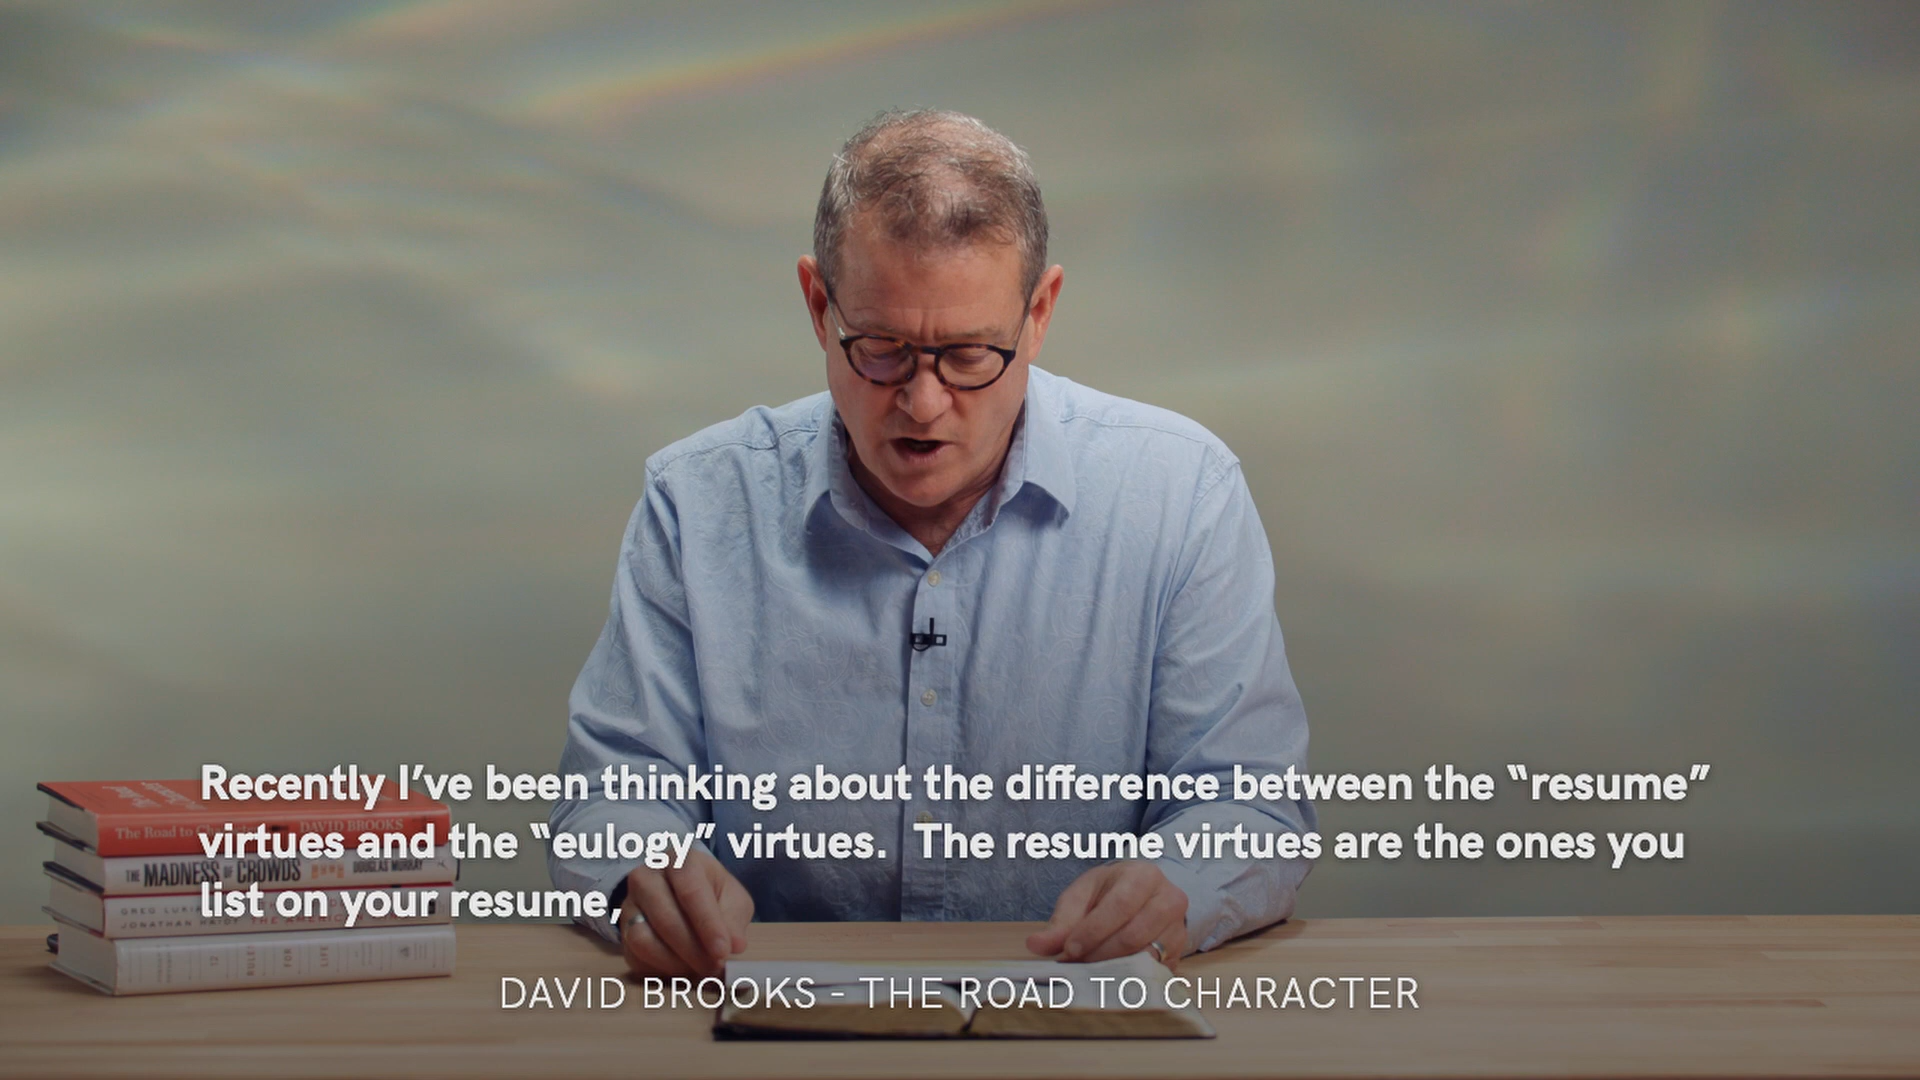 Recently I’ve been thinking about the difference between the “resume”
virtues and the “eulogy” virtues.  The resume virtues are the ones you
list on your resume,
DAVID BROOKS - THE ROAD TO CHARACTER
The Road to
DAVID BROOKS
THE MADNESS OF CROWDS
DOUGLAS MURRAY
GREG
JONATHAN
THE
12 RULES FOR LIFE